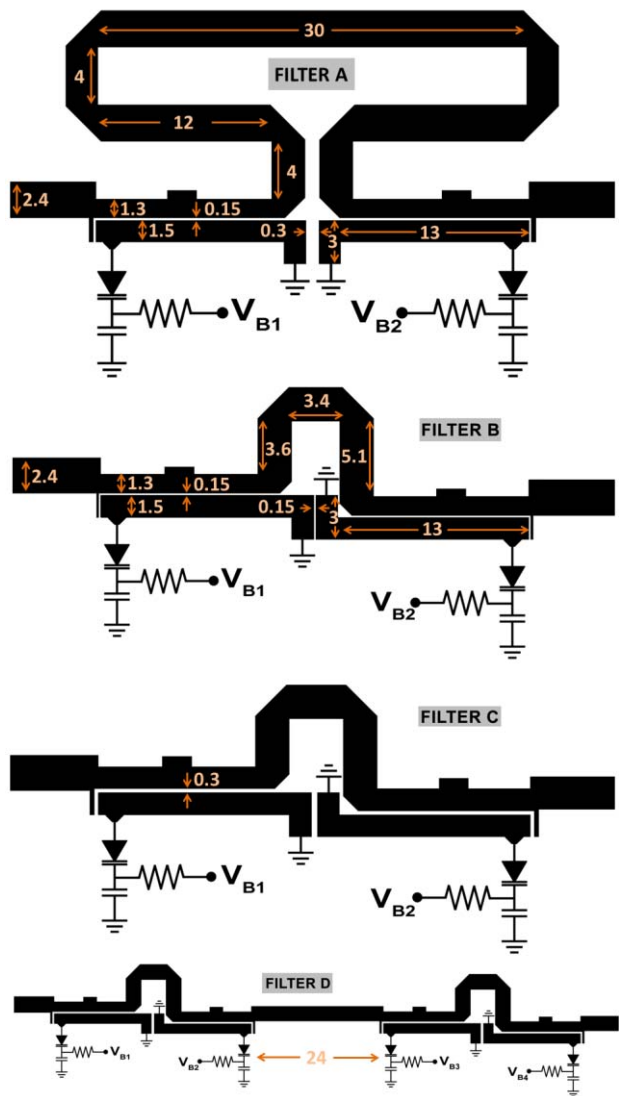 30
FILTER A
4
12
4
2.4
1.3 0.15
1.5 0.3 3 13
VB1 VB2
3.4
FILTER B
3.6 5.1
2.4
1.3 0.15
1.5 0.15 3 13
VB1
VB2
FILTER C
0.3
VB1
VB2
FILTER D
VB1 VB2 24 VB3 VB4